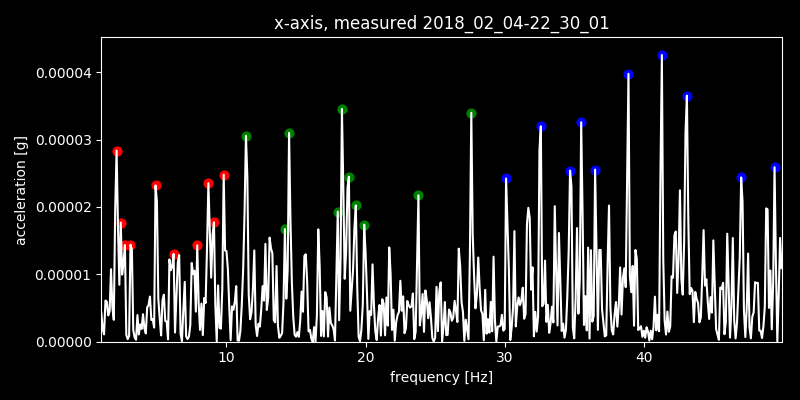 x-axis, measured 2018_02_04-22_30_01
0.00004
0.00003
0.00002
0.00001
0.00000
acceleration [g]
10 20 30 40
frequency [Hz]